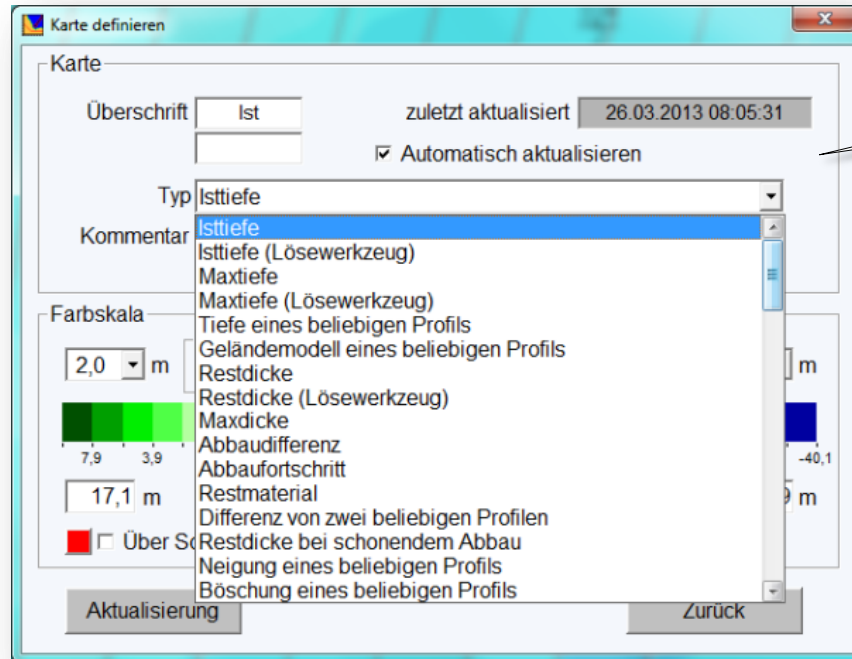 Karte definieren
Karte
Überschrift Ist zuletzt aktualisiert 26.03.2013 08:05:31
Automatisch aktualisieren
Typ Isttiefe
Kommentar
Isttiefe
Isttiefe (Lösewerkzeug)
Maxtiefe
Maxtiefe (Lösewerkzeug)
Tiefe eines beliebigen Profils
Geländemodell eines beliebigen Profils
Restdicke
Restdicke (Lösewerkzeug)
Maxdicke
Abbaudifferenz
Abbaufortschritt
Restmaterial
Differenz von zwei beliebigen Profilen
Restdicke bei schonendem Abbau
Neigung eines beliebigen Profils
Böschung eines beliebigen Profils
Farbskala
2,0 m m
7,9 3,9 -40,1
17,1 m 9 m
Über Sc
Aktualisierung Zurück